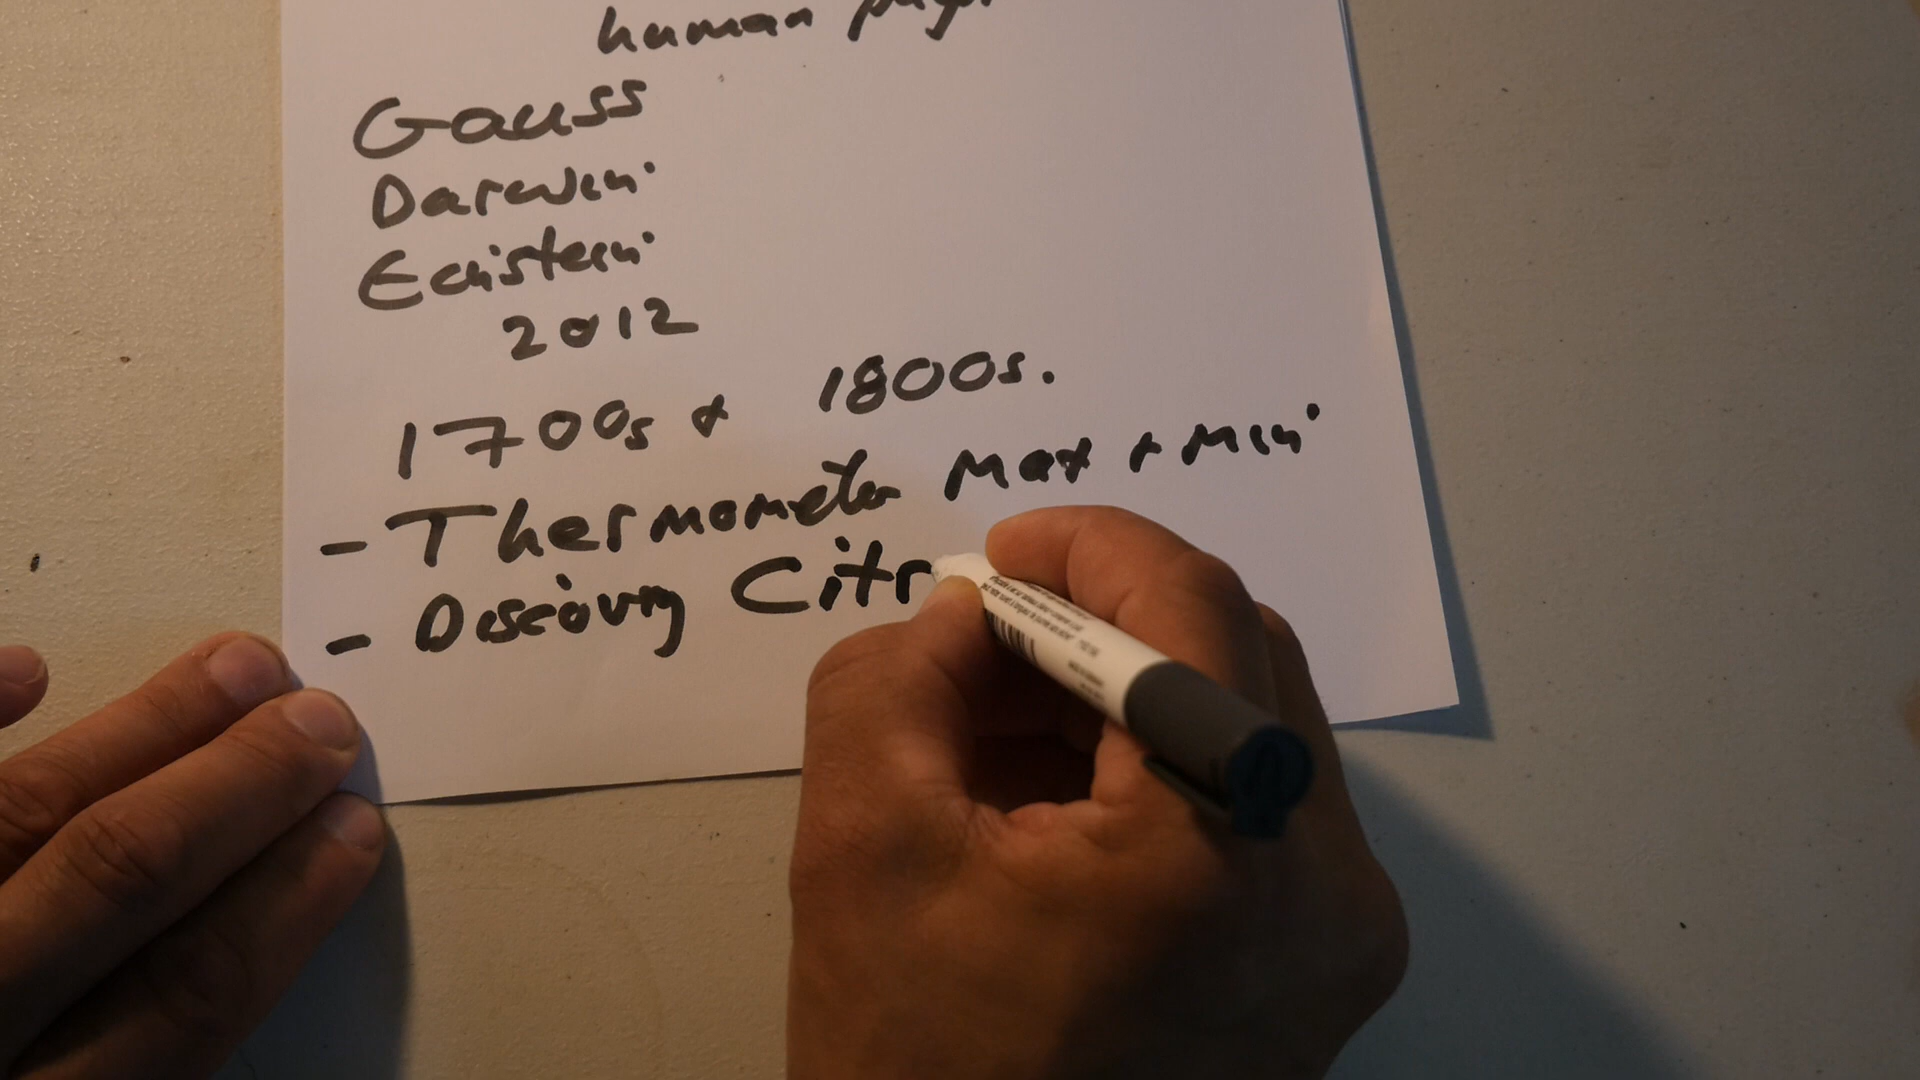 human
Gauss
Darwin
Einstein
2012
1700s + 1800s.
- Thermometer Max + Min
- Discovery Citr